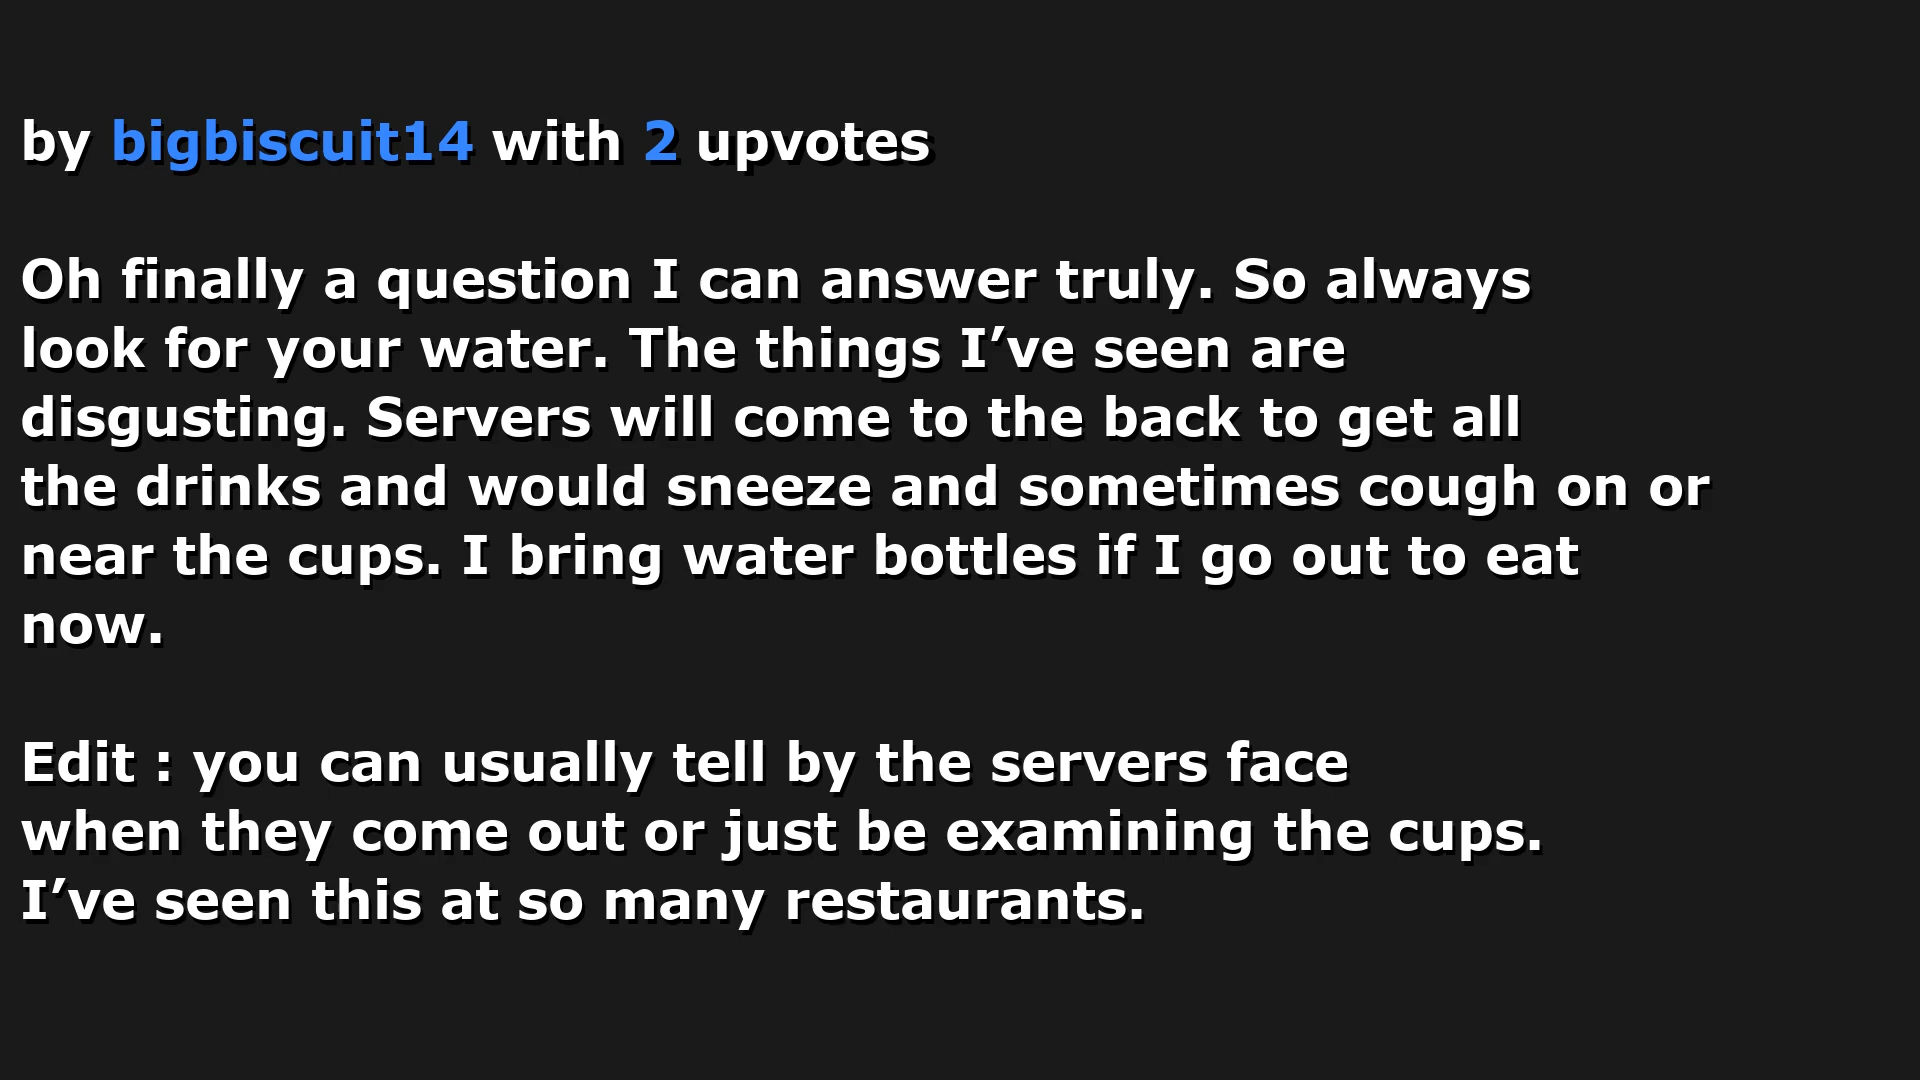 by bigbiscuit14 with 2 upvotes
Oh finally a question I can answer truly. So always
look for your water. The things I’ve seen are
disgusting. Servers will come to the back to get all
the drinks and would sneeze and sometimes cough on or
near the cups. I bring water bottles if I go out to eat
now.
Edit : you can usually tell by the servers face
when they come out or just be examining the cups.
I’ve seen this at so many restaurants.